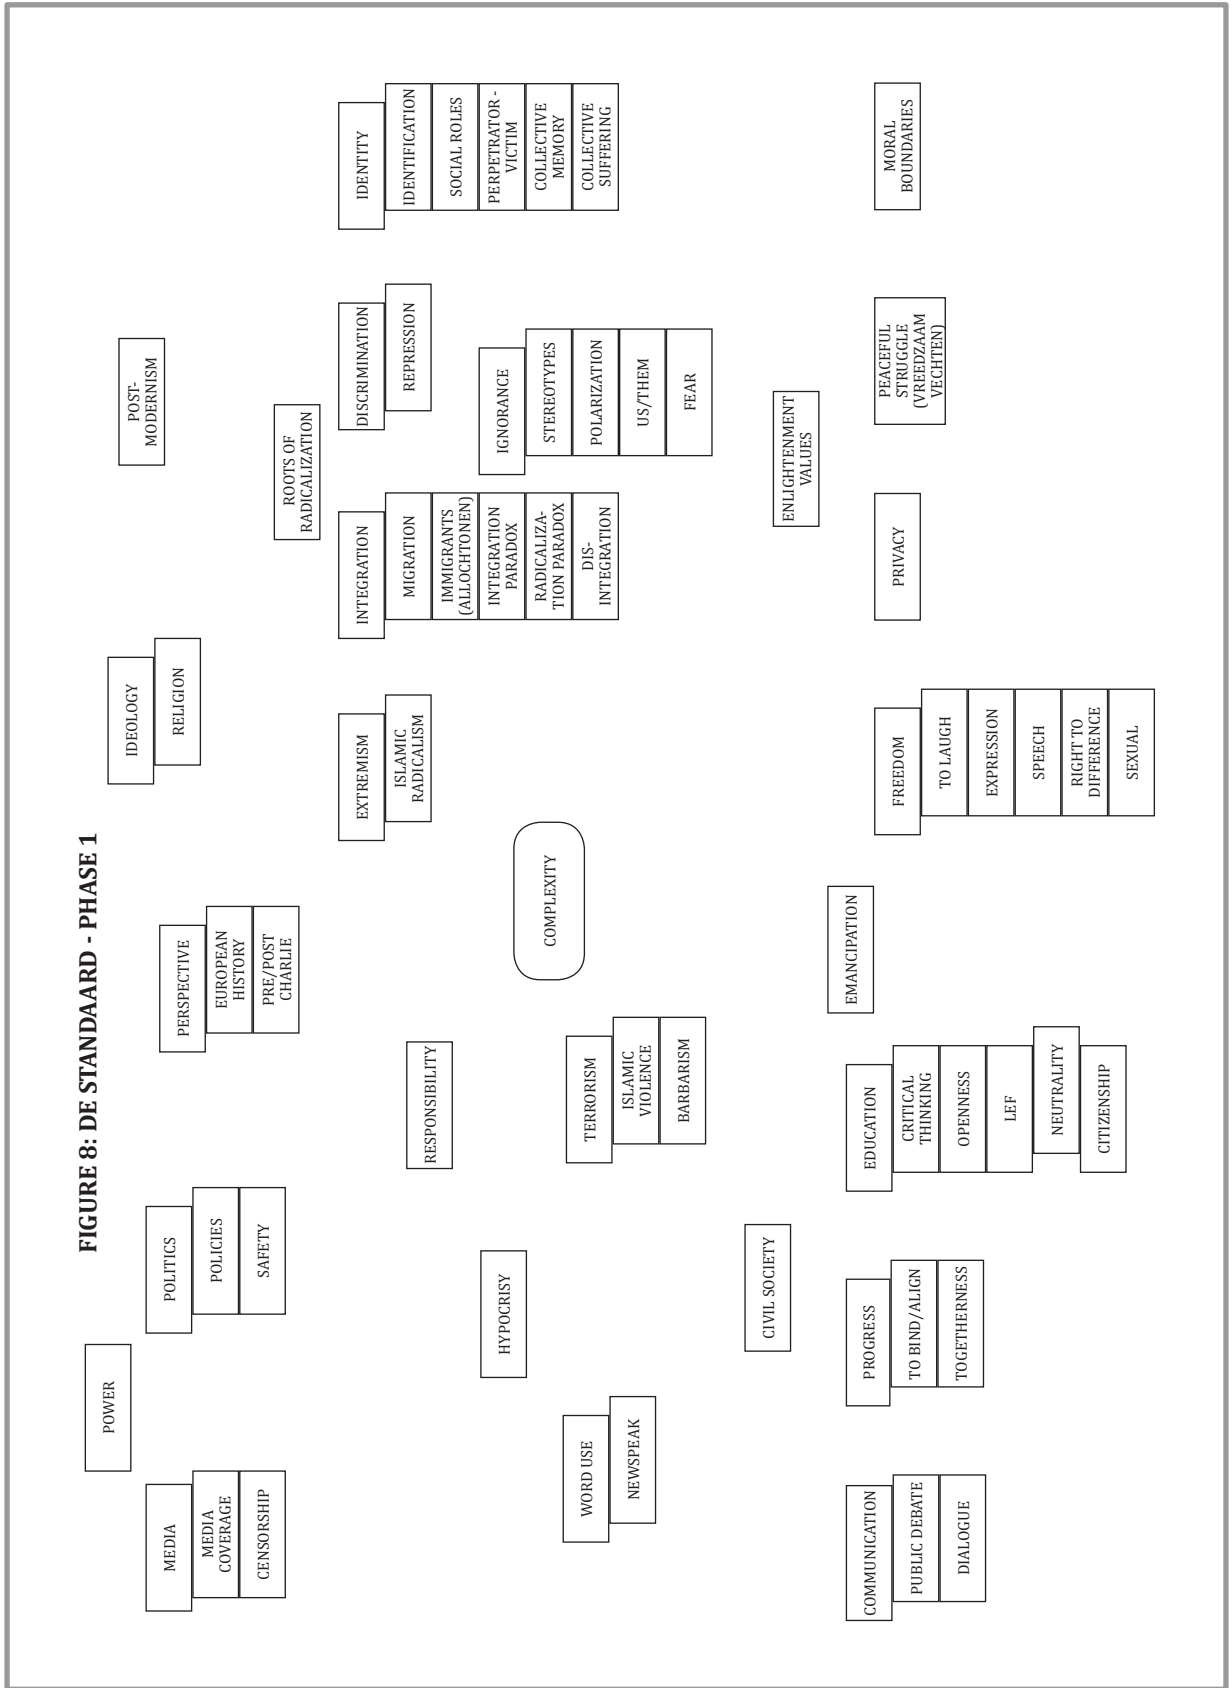 FIGURE 8: DE STANDAARD - PHASE 1
POWER
MEDIA
MEDIA
COVERAGE
CENSORSHIP
POLITICS
POLICIES
SAFETY
PERSPECTIVE
EUROPEAN
HISTORY
PRE/POST
CHARLIE
IDEOLOGY
RELIGION
POST-
MODERNISM
ROOTS OF
RADICALIZATION
EXTREMISM
ISLAMIC
RADICALISM
INTEGRATION
MIGRATION
IMMIGRANTS
(ALLOCHTONEN)
INTEGRATION
PARADOX
RADICALIZA-
TION PARADOX
DIS-
INTEGRATION
DISCRIMINATION
REPRESSION
IDENTITY
IDENTIFICATION
SOCIAL ROLES
PERPETRATOR -
VICTIM
COLLECTIVE
MEMORY
COLLECTIVE
SUFFERING
IGNORANCE
STEREOTYPES
POLARIZATION
US/THEM
FEAR
RESPONSIBILITY
HYPOCRISY
COMPLEXITY
WORD USE
NEWSPEAK
TERRORISM
ISLAMIC
VIOLENCE
BARBARISM
CIVIL SOCIETY
ENLIGHTENMENT
VALUES
EMANCIPATION
COMMUNICATION
PUBLIC DEBATE
DIALOGUE
PROGRESS
TO BIND/ALIGN
TOGETHERNESS
EDUCATION
CRITICAL
THINKING
OPENNESS
LEF
NEUTRALITY
CITIZENSHIP
FREEDOM
TO LAUGH
EXPRESSION
SPEECH
RIGHT TO
DIFFERENCE
SEXUAL
PRIVACY
PEACEFUL
STRUGGLE
(VREEDZAAM
VECHTEN)
MORAL
BOUNDARIES